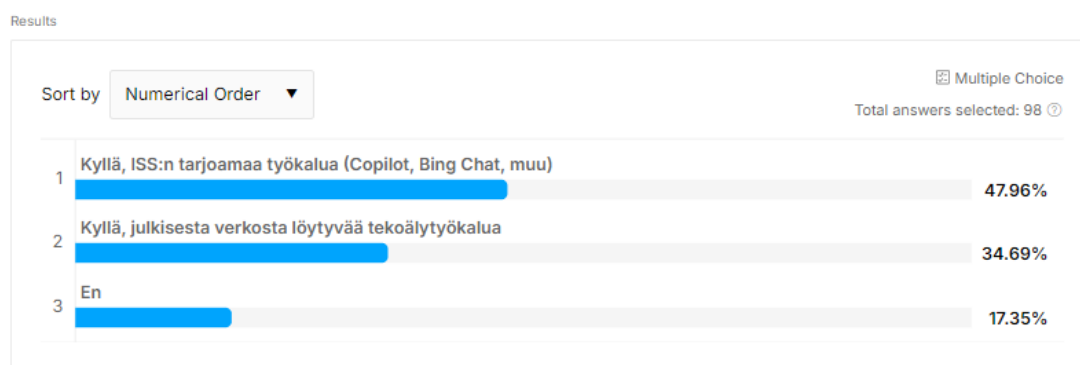 Results
Sort by Numerical Order ▼
Multiple Choice
Total answers selected: 98
Kyllä, ISS:n tarjoamaa työkalua (Copilot, Bing Chat, muu)
1
47.96%
Kyllä, julkisesta verkosta löytyvää tekoälytyökalua
2
34.69%
En
3
17.35%